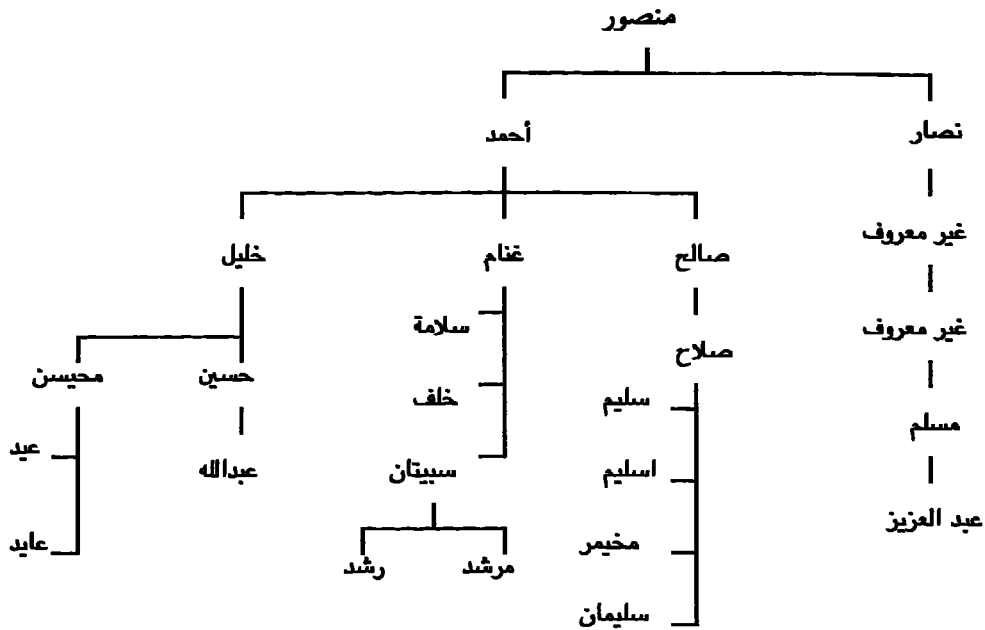 منصور
أحمد
نصار
خليل
غنام
صالح
غير معروف
سلامة
صلاح
غير معروف
محيسن
حسين
خلف
سليم
مسلم
عيد
عبدالله
سبيتان
اسليم
عبد العزيز
عايد
رشد
مرشد
مخيمر
سليمان